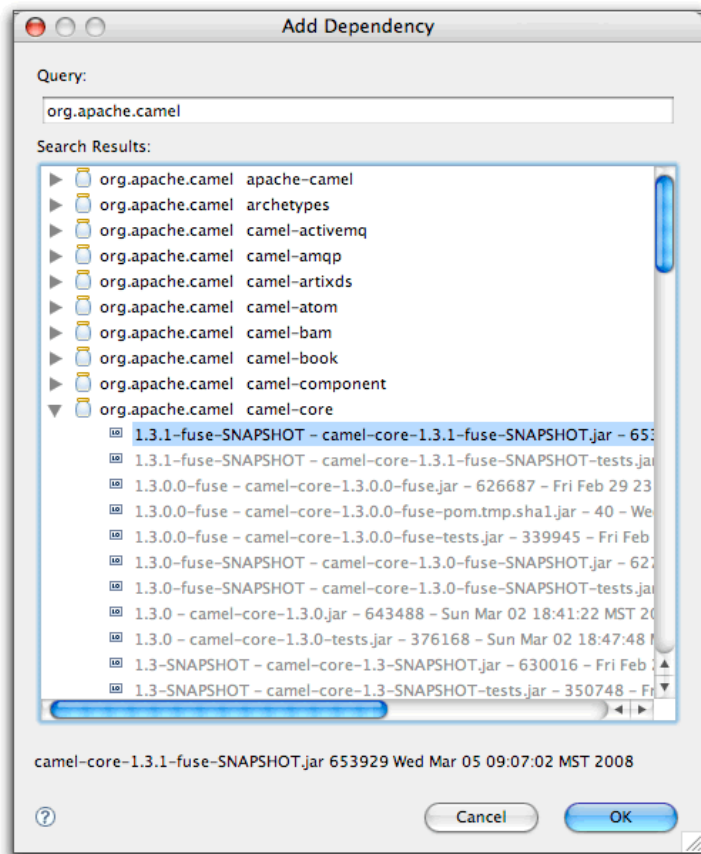 Add Dependency
Query:
org.apache.camel
Search Results:
org.apache.camel apache-camel
org.apache.camel archetypes
org.apache.camel camel-activemq
org.apache.camel camel-amqp
org.apache.camel camel-artixds
org.apache.camel camel-atom
org.apache.camel camel-bam
org.apache.camel camel-book
org.apache.camel camel-component
org.apache.camel camel-core
1.3.1-fuse-SNAPSHOT – camel-core-1.3.1-fuse-SNAPSHOT.jar – 653
1.3.1-fuse-SNAPSHOT – camel-core-1.3.1-fuse-SNAPSHOT-tests.jar
1.3.0.0-fuse – camel-core-1.3.0.0-fuse.jar – 626687 – Fri Feb 29 23
1.3.0.0-fuse – camel-core-1.3.0.0-fuse-pom.tmp.sha1.jar – 40 – We
1.3.0.0-fuse – camel-core-1.3.0.0-fuse-tests.jar – 339945 – Fri Feb
1.3.0-fuse-SNAPSHOT – camel-core-1.3.0-fuse-SNAPSHOT.jar – 627
1.3.0-fuse-SNAPSHOT – camel-core-1.3.0-fuse-SNAPSHOT-tests.jar
1.3.0 – camel-core-1.3.0.jar – 643488 – Sun Mar 02 18:41:22 MST 20
1.3.0 – camel-core-1.3.0-tests.jar – 376168 – Sun Mar 02 18:47:48
1.3-SNAPSHOT – camel-core-1.3-SNAPSHOT.jar – 630016 – Fri Feb
1.3-SNAPSHOT – camel-core-1.3-SNAPSHOT-tests.jar – 350748 – Fr
camel-core-1.3.1-fuse-SNAPSHOT.jar 653929 Wed Mar 05 09:07:02 MST 2008
Cancel OK